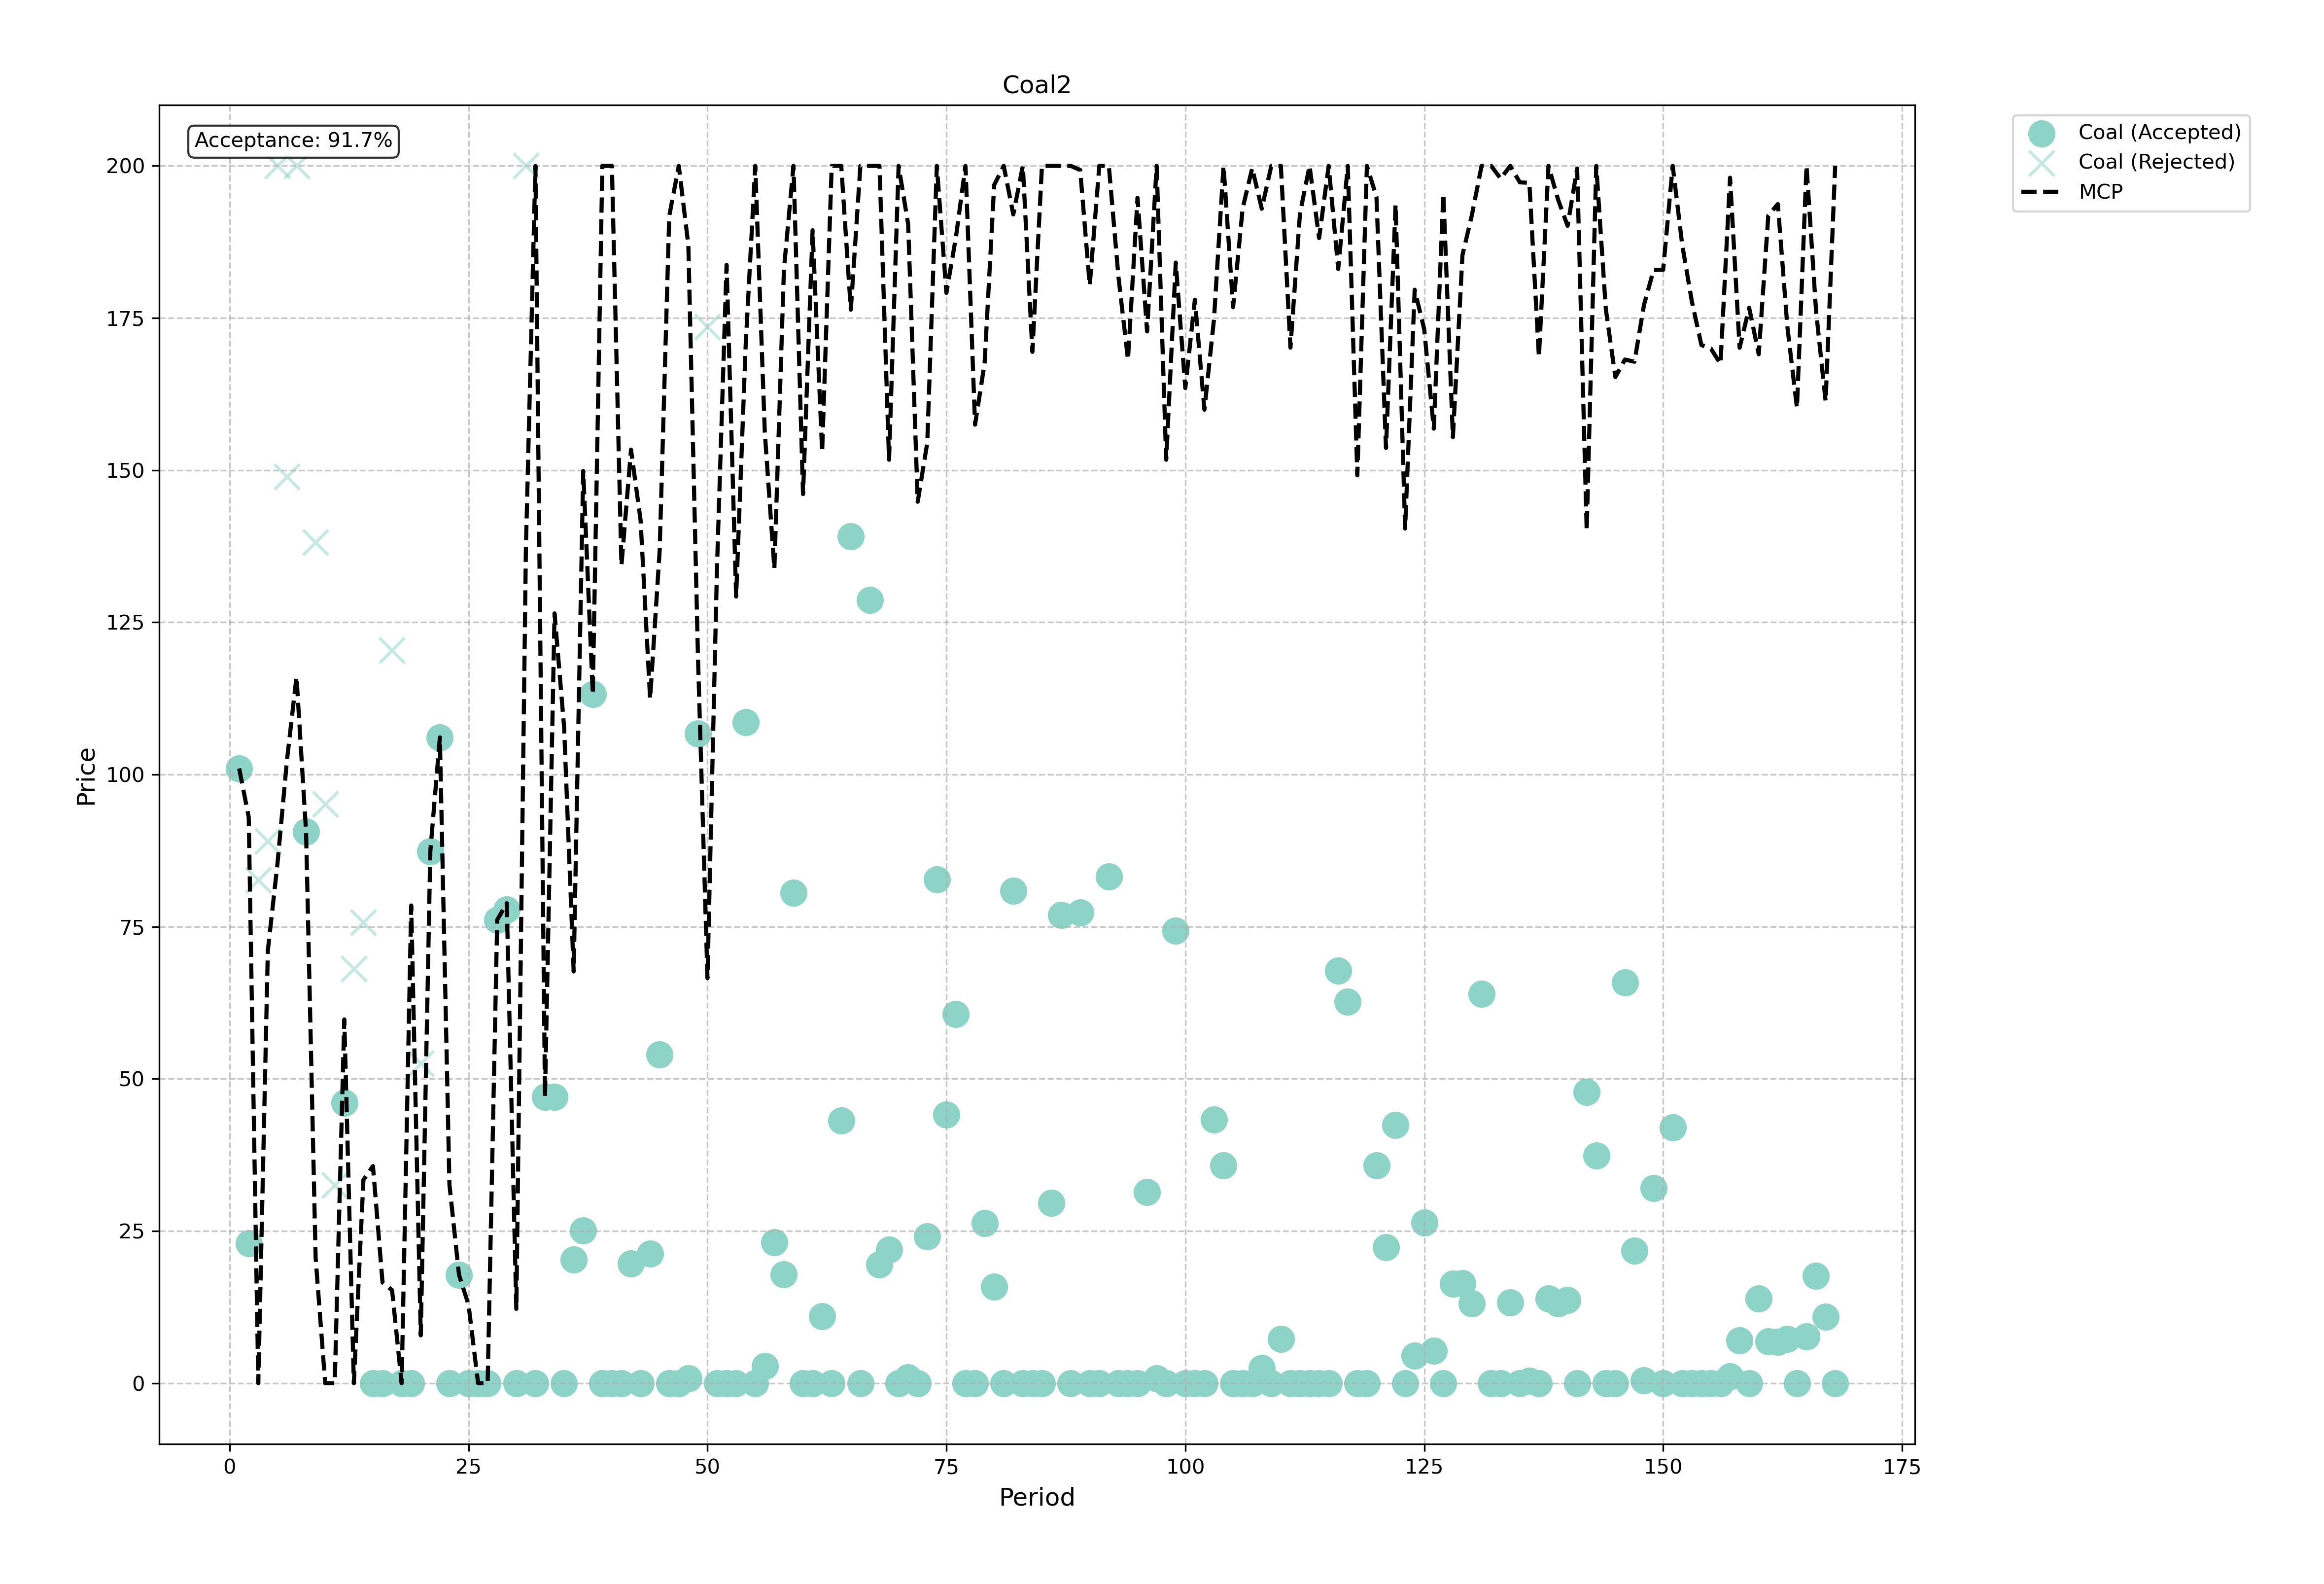 Coal2
Acceptance: 91.7%
Coal (Accepted)
Coal (Rejected)
MCP
200
175
150
125
100
75
50
25
0
Price
0 25 50 75 100 125 150 175
Period